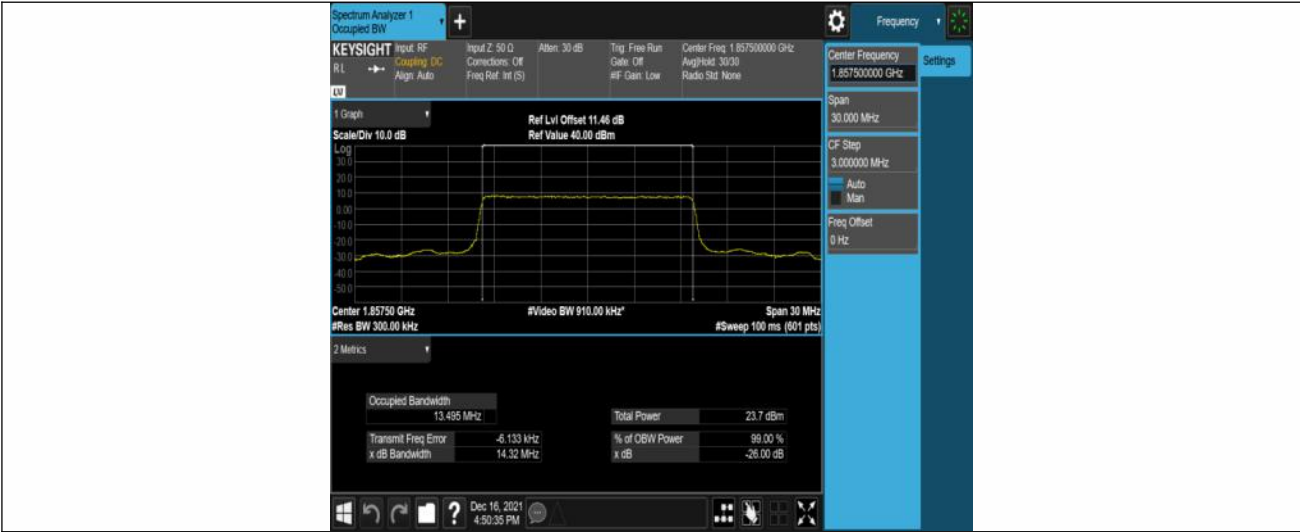 Spectrum Analyzer 1
Occupied BW
Frequency
KEYSIGHT
RL
Input: RF
Coupling: DC
Align: Auto
Input Z: 50 Ω
Corrections: Off
Freq Ref: Int (S)
Atten: 30 dB
Trig: Free Run
Gate: Off
#IF Gain: Low
Center Freq: 1.857500000 GHz
Avg|Hold: 30/30
Radio Std: None
1 Graph
Scale/Div 10.0 dB
Ref Lvl Offset 11.46 dB
Ref Value 40.00 dBm
Log
30.0
20.0
10.0
0.00
-10.0
-20.0
-30.0
-40.0
-50.0
Center 1.85750 GHz
#Video BW 910.00 kHz*
Span 30 MHz
#Res BW 300.00 kHz
#Sweep 100 ms (601 pts)
2 Metrics
Occupied Bandwidth
13.495 MHz
Total Power 23.7 dBm
Transmit Freq Error -6.133 kHz
% of OBW Power 99.00 %
x dB Bandwidth 14.32 MHz
x dB -26.00 dB
Center Frequency
1.857500000 GHz
Settings
Span
30.000 MHz
CF Step
3.000000 MHz
Auto
Man
Freq Offset
0 Hz
?
Dec 16, 2021
4:50:35 PM